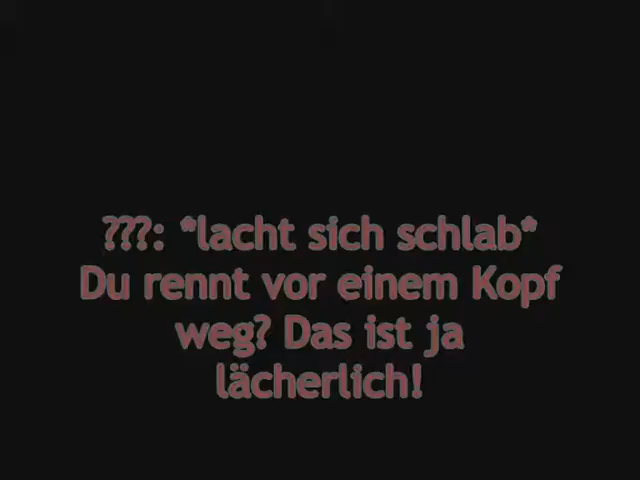 ???: *lacht sich schlab*
Du rennt vor einem Kopf
weg? Das ist ja
lächerlich!